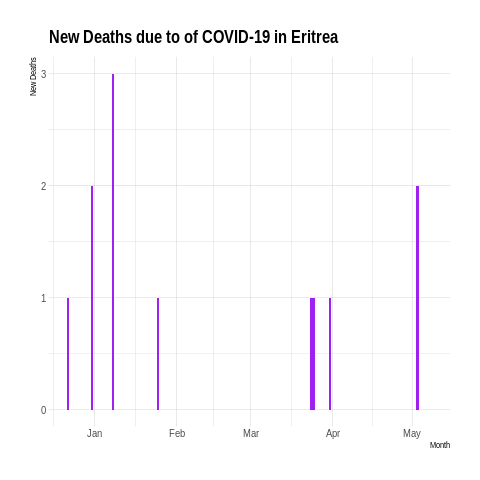 New Deaths due to of COVID-19 in Eritrea
New Deaths
3
2
1
0
Jan Feb Mar Apr May
Month